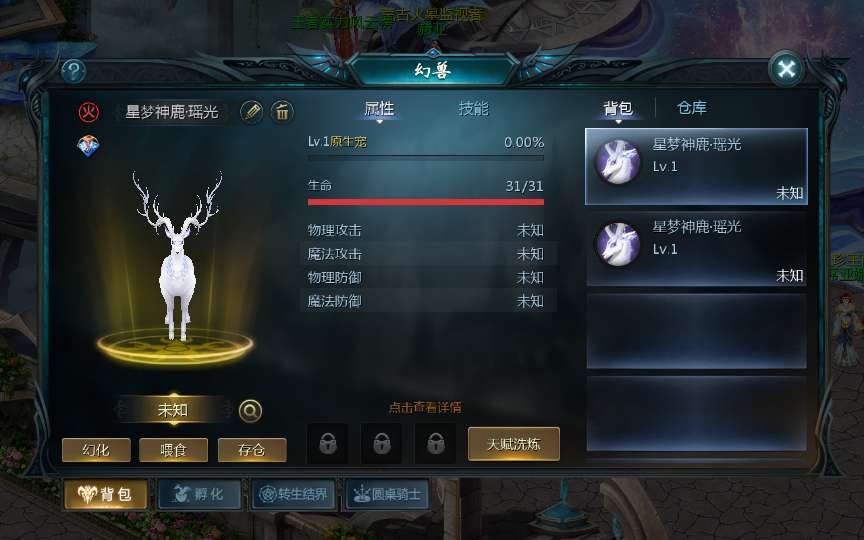 幻兽
?
火
星梦神鹿·瑶光
属性
技能
背包
仓库
Lv.1原生宠
0.00%
生命
31/31
物理攻击
未知
魔法攻击
未知
物理防御
未知
魔法防御
未知
星梦神鹿·瑶光
Lv.1
未知
星梦神鹿·瑶光
Lv.1
未知
未知
点击查看详情
幻化
喂食
存仓
天赋洗炼
背包
孵化
转生结界
圆桌骑士